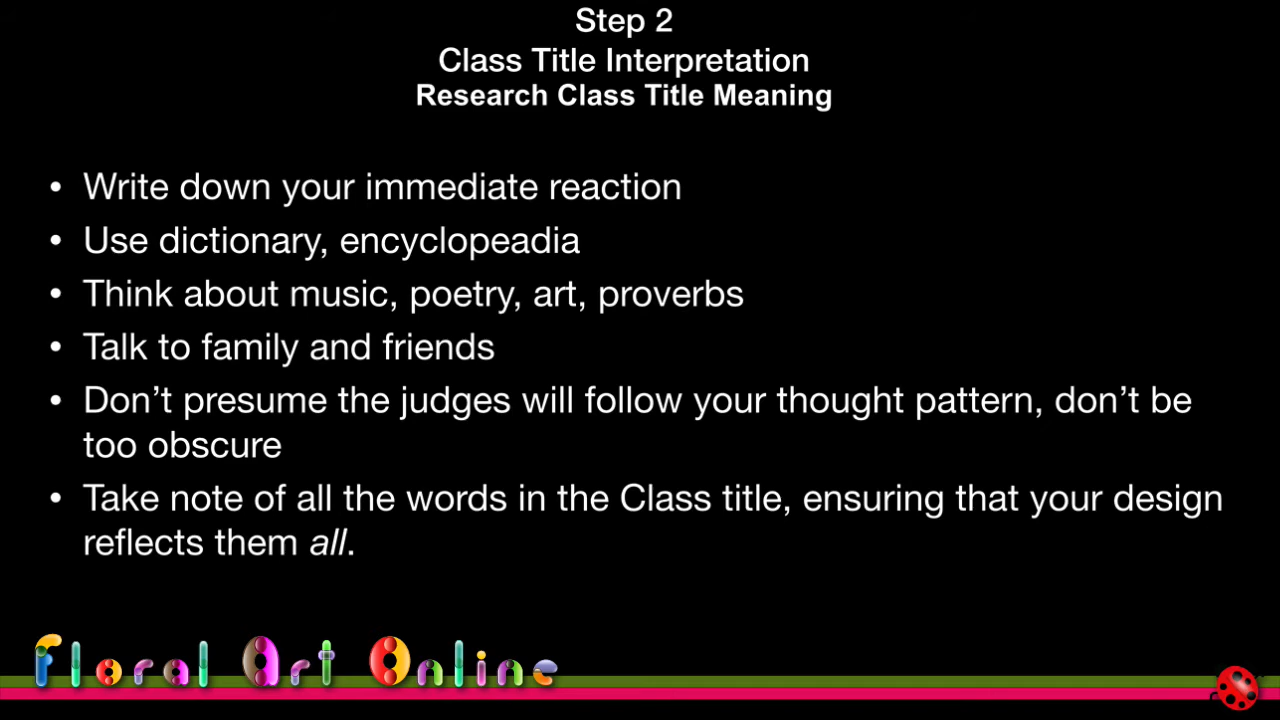 Step 2
Class Title Interpretation
Research Class Title Meaning
• Write down your immediate reaction
• Use dictionary, encyclopeadia
• Think about music, poetry, art, proverbs
• Talk to family and friends
• Don’t presume the judges will follow your thought pattern, don’t be
too obscure
• Take note of all the words in the Class title, ensuring that your design
reflects them all.
Floral Art Online